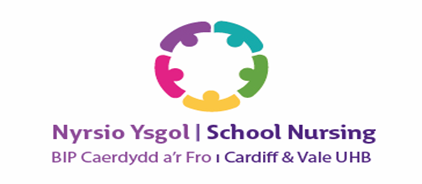 Nyrsio Ysgol | School Nursing
BIP Caerdydd a'r Fro ı Cardiff & Vale UHB